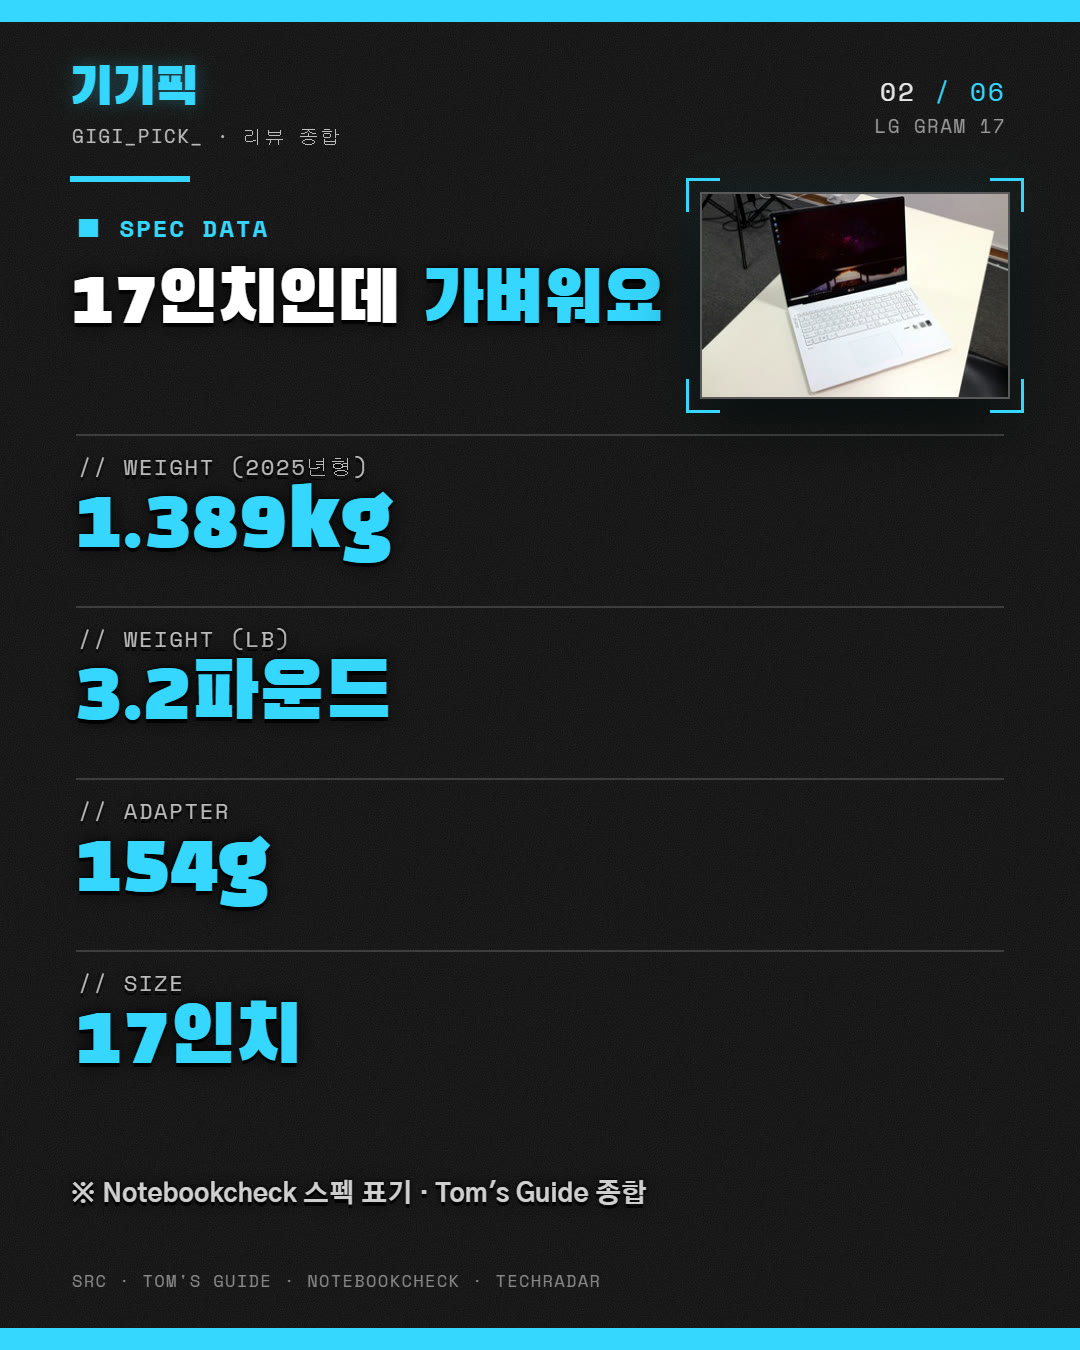 기기픽
GIGI_PICK_ · 리뷰 종합
02 / 06
LG GRAM 17
■ SPEC DATA
17인치인데 가벼워요
// WEIGHT (2025년형)
1.389kg
// WEIGHT (LB)
3.2파운드
// ADAPTER
154g
// SIZE
17인치
※ Notebookcheck 스펙 표기 · Tom's Guide 종합
SRC · TOM'S GUIDE · NOTEBOOKCHECK · TECHRADAR